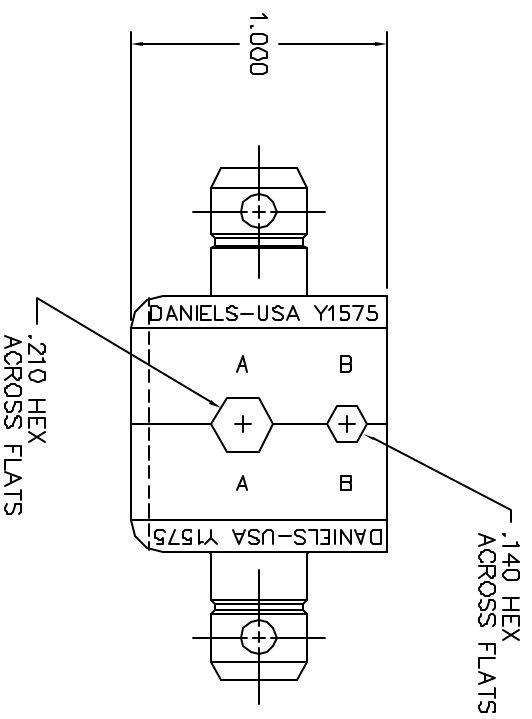 1.000
DANIELS-USA Y1575
A B
A B
DANIELS-USA Y1575
.210 HEX
ACROSS FLATS
.140 HEX
ACROSS FLATS